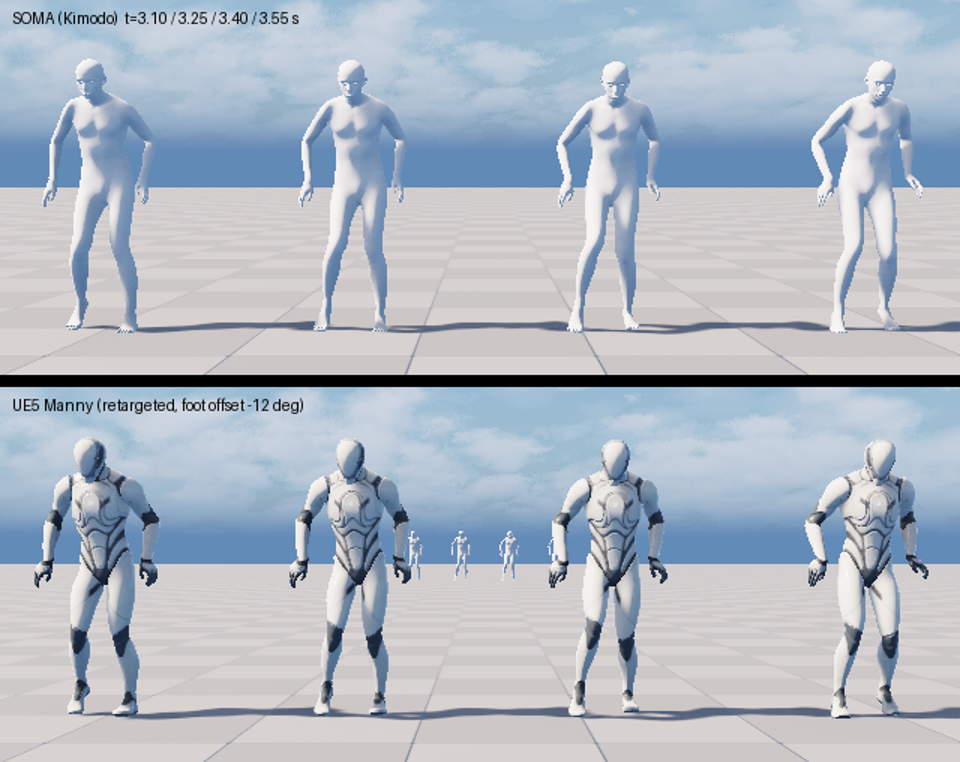 SOMA (Kimodo) t=3.10 / 3.25 / 3.40 / 3.55 s
UE5 Manny (retargeted, foot offset -12 deg)